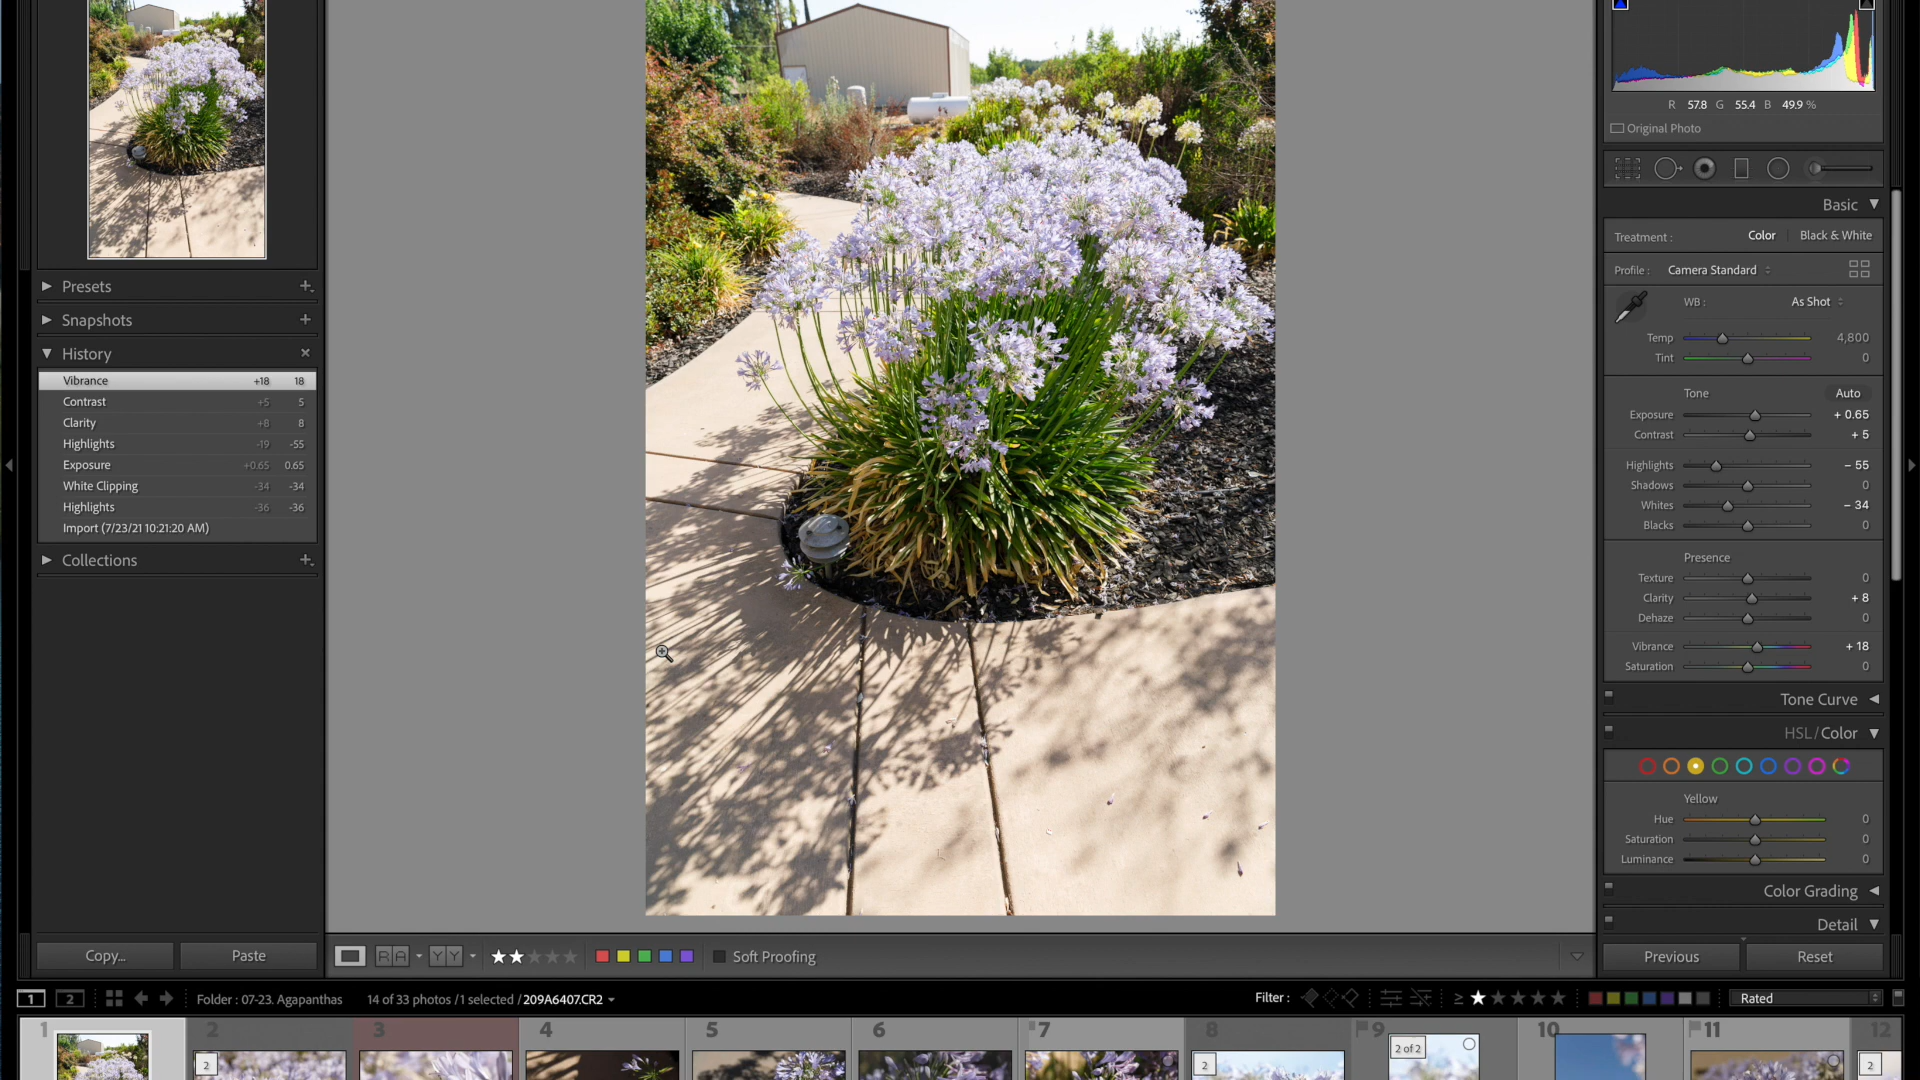 Presets
Snapshots
History
Vibrance +18 18
Contrast +5 5
Clarity +8 8
Highlights -19 -55
Exposure +0.65 0.65
White Clipping -34 -34
Highlights -36 -36
Import (7/23/21 10:21:20 AM)
Collections
Copy...
Paste
R A
Y Y
Soft Proofing
R 57.8 G 55.4 B 49.9 %
Original Photo
Basic
Treatment : Color Black & White
Profile : Camera Standard
WB : As Shot
Temp 4,800
Tint 0
Tone Auto
Exposure + 0.65
Contrast + 5
Highlights – 55
Shadows 0
Whites – 34
Blacks 0
Presence
Texture 0
Clarity + 8
Dehaze 0
Vibrance + 18
Saturation 0
Tone Curve
HSL / Color
Yellow
Hue 0
Saturation 0
Luminance 0
Color Grading
Detail
Previous
Reset
1 2 Folder : 07-23. Agapanthas 14 of 33 photos /1 selected / 209A6407.CR2
Filter : ≥ Rated
1 2 3 4 5 6 7 8 9 10 11 12
2 2 2 of 2 2